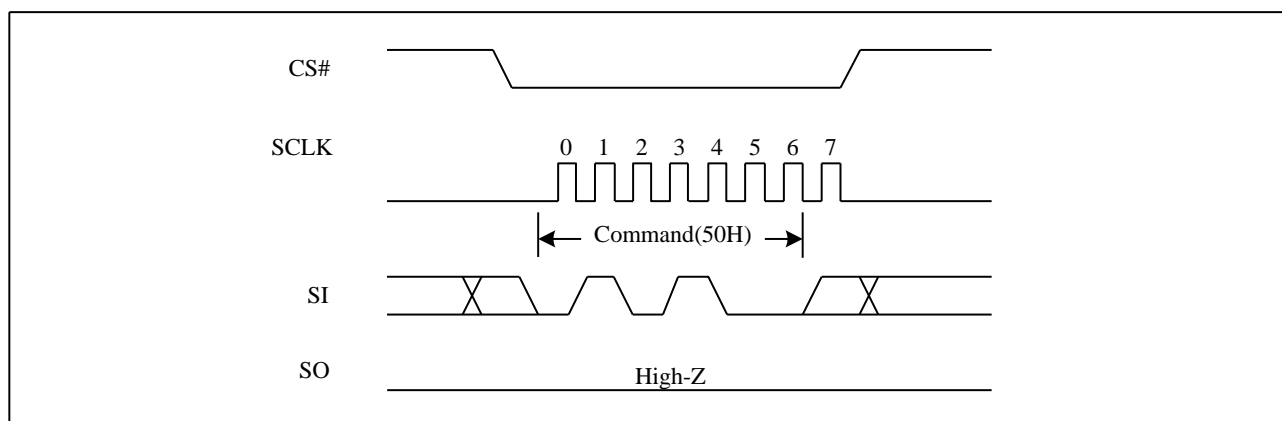 CS#
SCLK
0 1 2 3 4 5 6 7
Command(50H)
SI
SO
High-Z